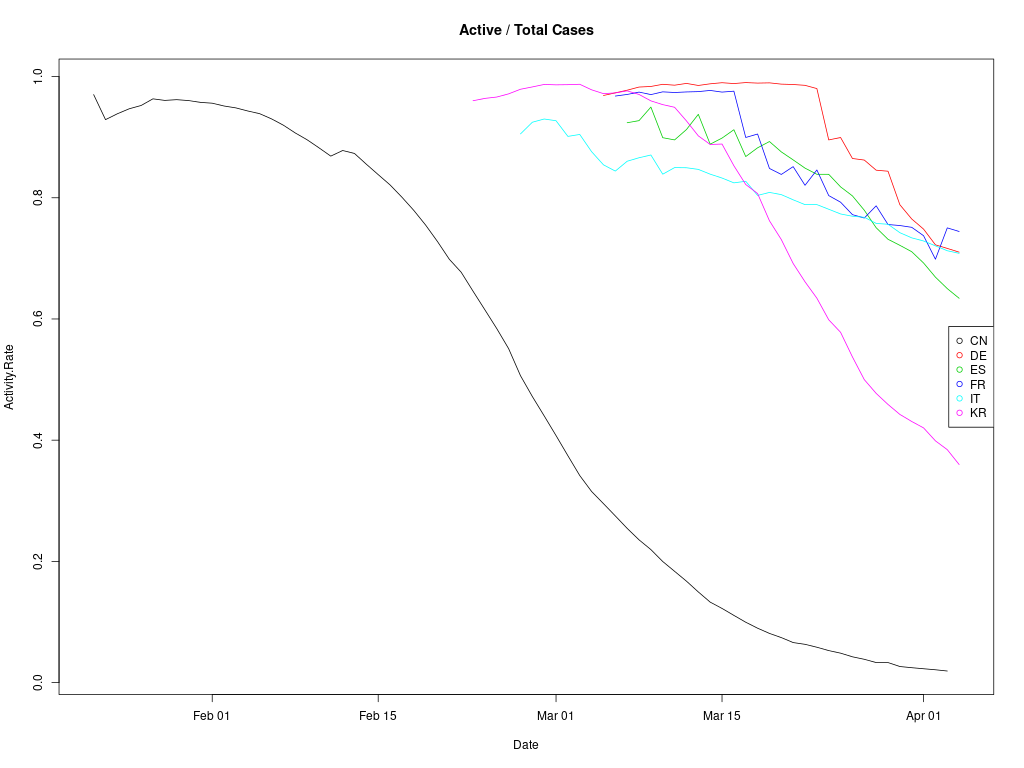 Active / Total Cases
Activity.Rate
1.0
0.8
0.6
0.4
0.2
0.0
CN
DE
ES
FR
IT
KR
Feb 01
Feb 15
Mar 01
Mar 15
Apr 01
Date